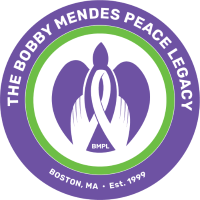 THE BOBBY MENDES PEACE LEGACY
BMPL
BOSTON, MA • Est. 1999